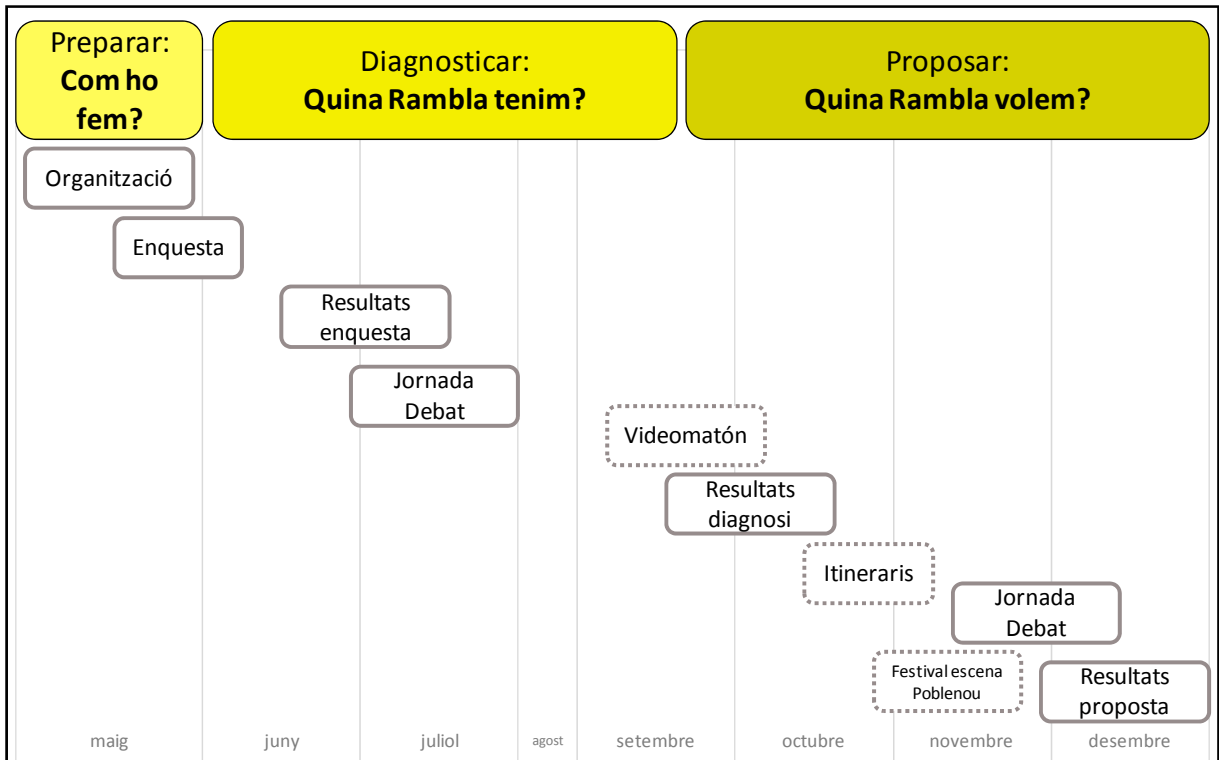 Preparar:
Com ho
fem?
Diagnosticar:
Quina Rambla tenim?
Proposar:
Quina Rambla volem?
Organització
Enquesta
Resultats
enquesta
Jornada
Debat
Videomatón
Resultats
diagnosi
Itineraris
Jornada
Debat
Festival escena
Poblenou
Resultats
proposta
maig
juny
juliol
agost
setembre
octubre
novembre
desembre